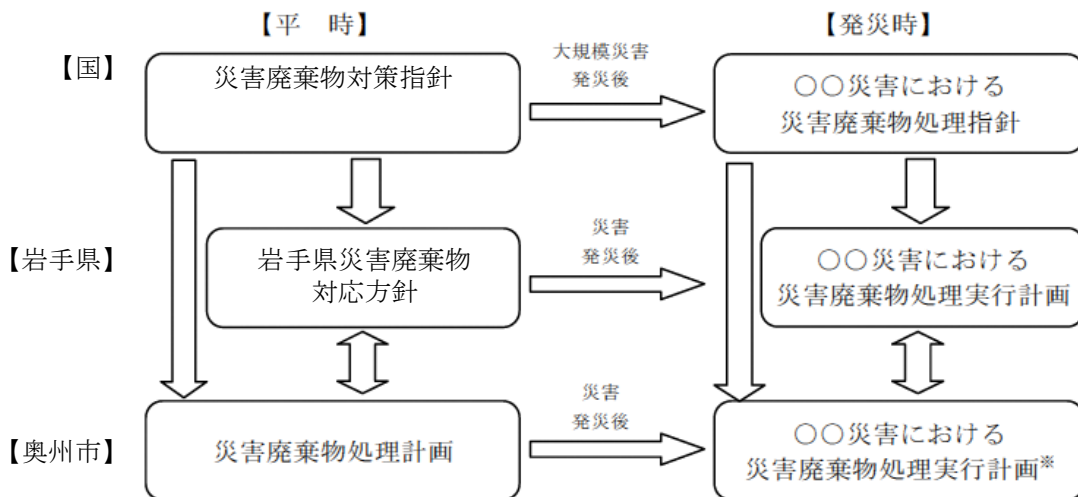 【平　時】
【発災時】
【国】
災害廃棄物対策指針
大規模災害
発災後
○○災害における
災害廃棄物処理指針
【岩手県】
岩手県災害廃棄物
対応方針
災害
発災後
○○災害における
災害廃棄物処理実行計画
【奥州市】
災害廃棄物処理計画
災害
発災後
○○災害における
災害廃棄物処理実行計画※